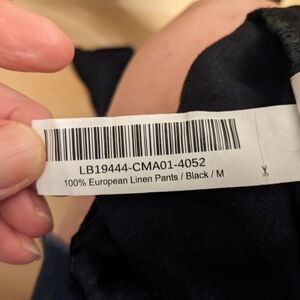 LB19444-CMA01-4052
100% European Linen Pants / Black / M